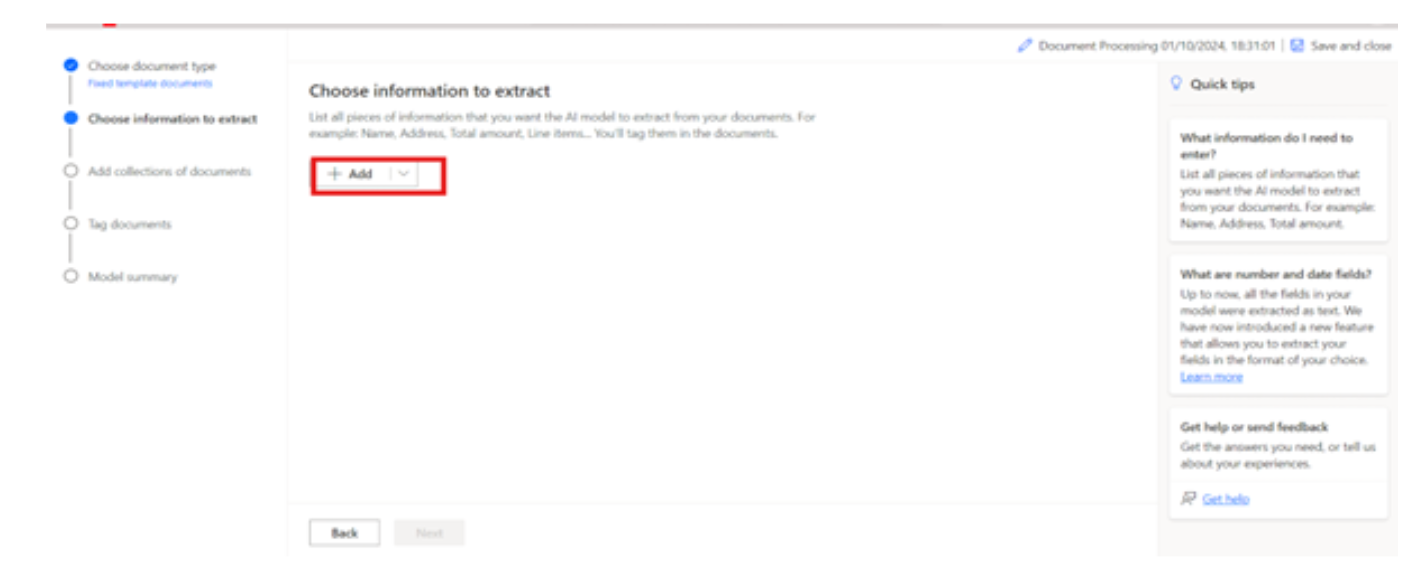 Document Processing 01/10/2024, 18:31:01 | Save and close
Choose document type
Fixed template documents
Choose information to extract
Add collections of documents
Tag documents
Model summary
Choose information to extract
List all pieces of information that you want the AI model to extract from your documents. For
example: Name, Address, Total amount, Line items... You'll tag them in the documents.
+ Add
Back
Next
Quick tips
What information do I need to
enter?
List all pieces of information that
you want the AI model to extract
from your documents. For example:
Name, Address, Total amount.
What are number and date fields?
Up to now, all the fields in your
model were extracted as text. We
have now introduced a new feature
that allows you to extract your
fields in the format of your choice.
Learn more
Get help or send feedback
Get the answers you need, or tell us
about your experiences.
Get help